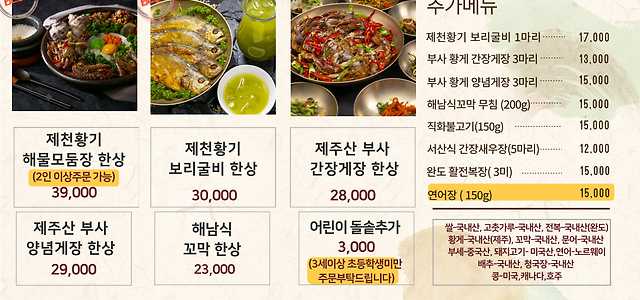 제천황기
해물모둠장 한상
(2인 이상주문 가능)
39,000
제천황기
보리굴비 한상
30,000
제주산 부사
간장게장 한상
28,000
제주산 부사
양념게장 한상
29,000
해남식
꼬막 한상
23,000
어린이 돌솥추가
3,000
(3세이상 초등학생미만
주문부탁드립니다)
추가메뉴
제천황기 보리굴비 1마리 ········ 17,000
부사 황게 간장게장 3마리 ········ 13,000
부사 황게 양념게장 3마리 ········ 15,000
해남식꼬막 무침 (200g) ········ 15,000
직화불고기(150g) ········ 15,000
서산식 간장새우장(5마리) ········ 12,000
완도 활전복장( 3미) ········ 15,000
연어장 ( 150g) 15,000
쌀-국내산, 고춧가루-국내산, 전복-국내산(완도)
황게-국내산(제주), 꼬막-국내산, 문어-국내산
부세-중국산, 돼지고기- 미국산,연어-노르웨이
배추-국내산, 청국장-국내산
콩-미국,캐나다,호주